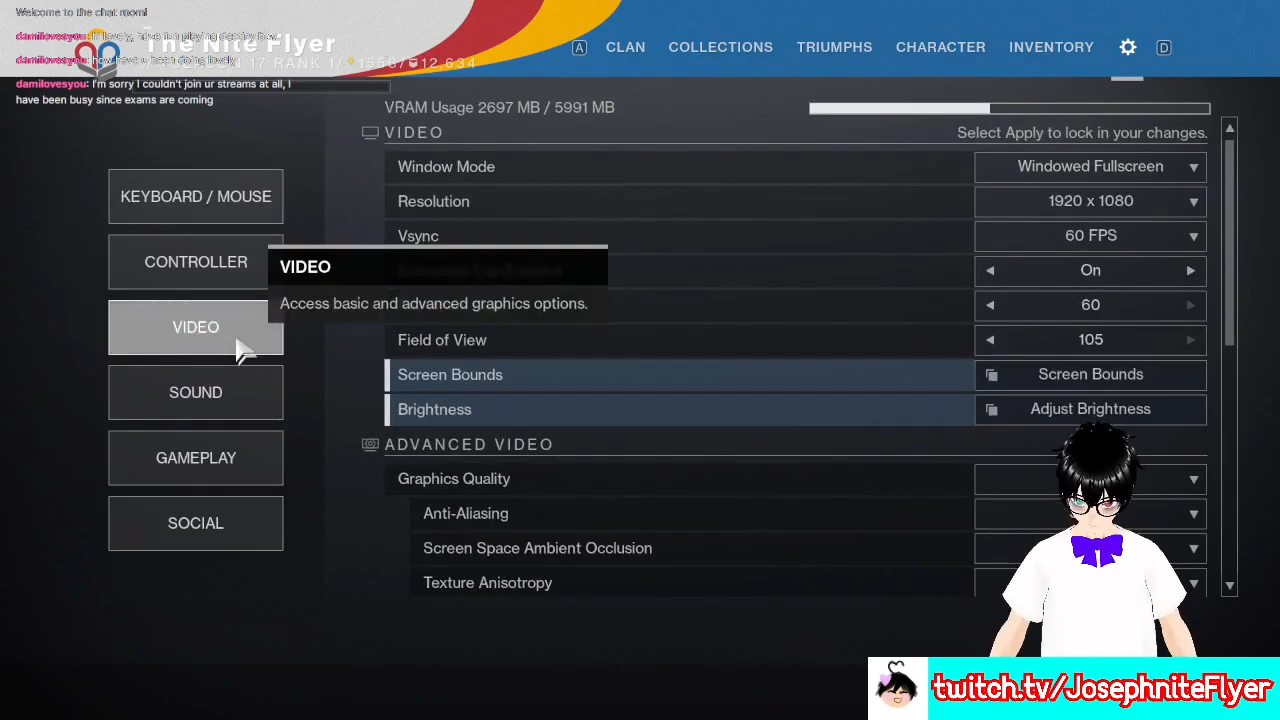 Welcome to the chat room!
damilovesyou:
The Nite Flyer
damilovesyou:
damilovesyou: I'm sorry I couldn't join ur streams at all, I
have been busy since exams are coming
A CLAN COLLECTIONS TRIUMPHS CHARACTER INVENTORY D
VRAM Usage 2697 MB / 5991 MB
VIDEO Select Apply to lock in your changes.
Window Mode Windowed Fullscreen
Resolution 1920 x 1080
Vsync 60 FPS
On
60
Field of View 105
Screen Bounds Screen Bounds
Brightness Adjust Brightness
ADVANCED VIDEO
Graphics Quality
Anti-Aliasing
Screen Space Ambient Occlusion
Texture Anisotropy
KEYBOARD / MOUSE
CONTROLLER
VIDEO
SOUND
GAMEPLAY
SOCIAL
VIDEO
Access basic and advanced graphics options.
twitch.tv/JosephniteFlyer